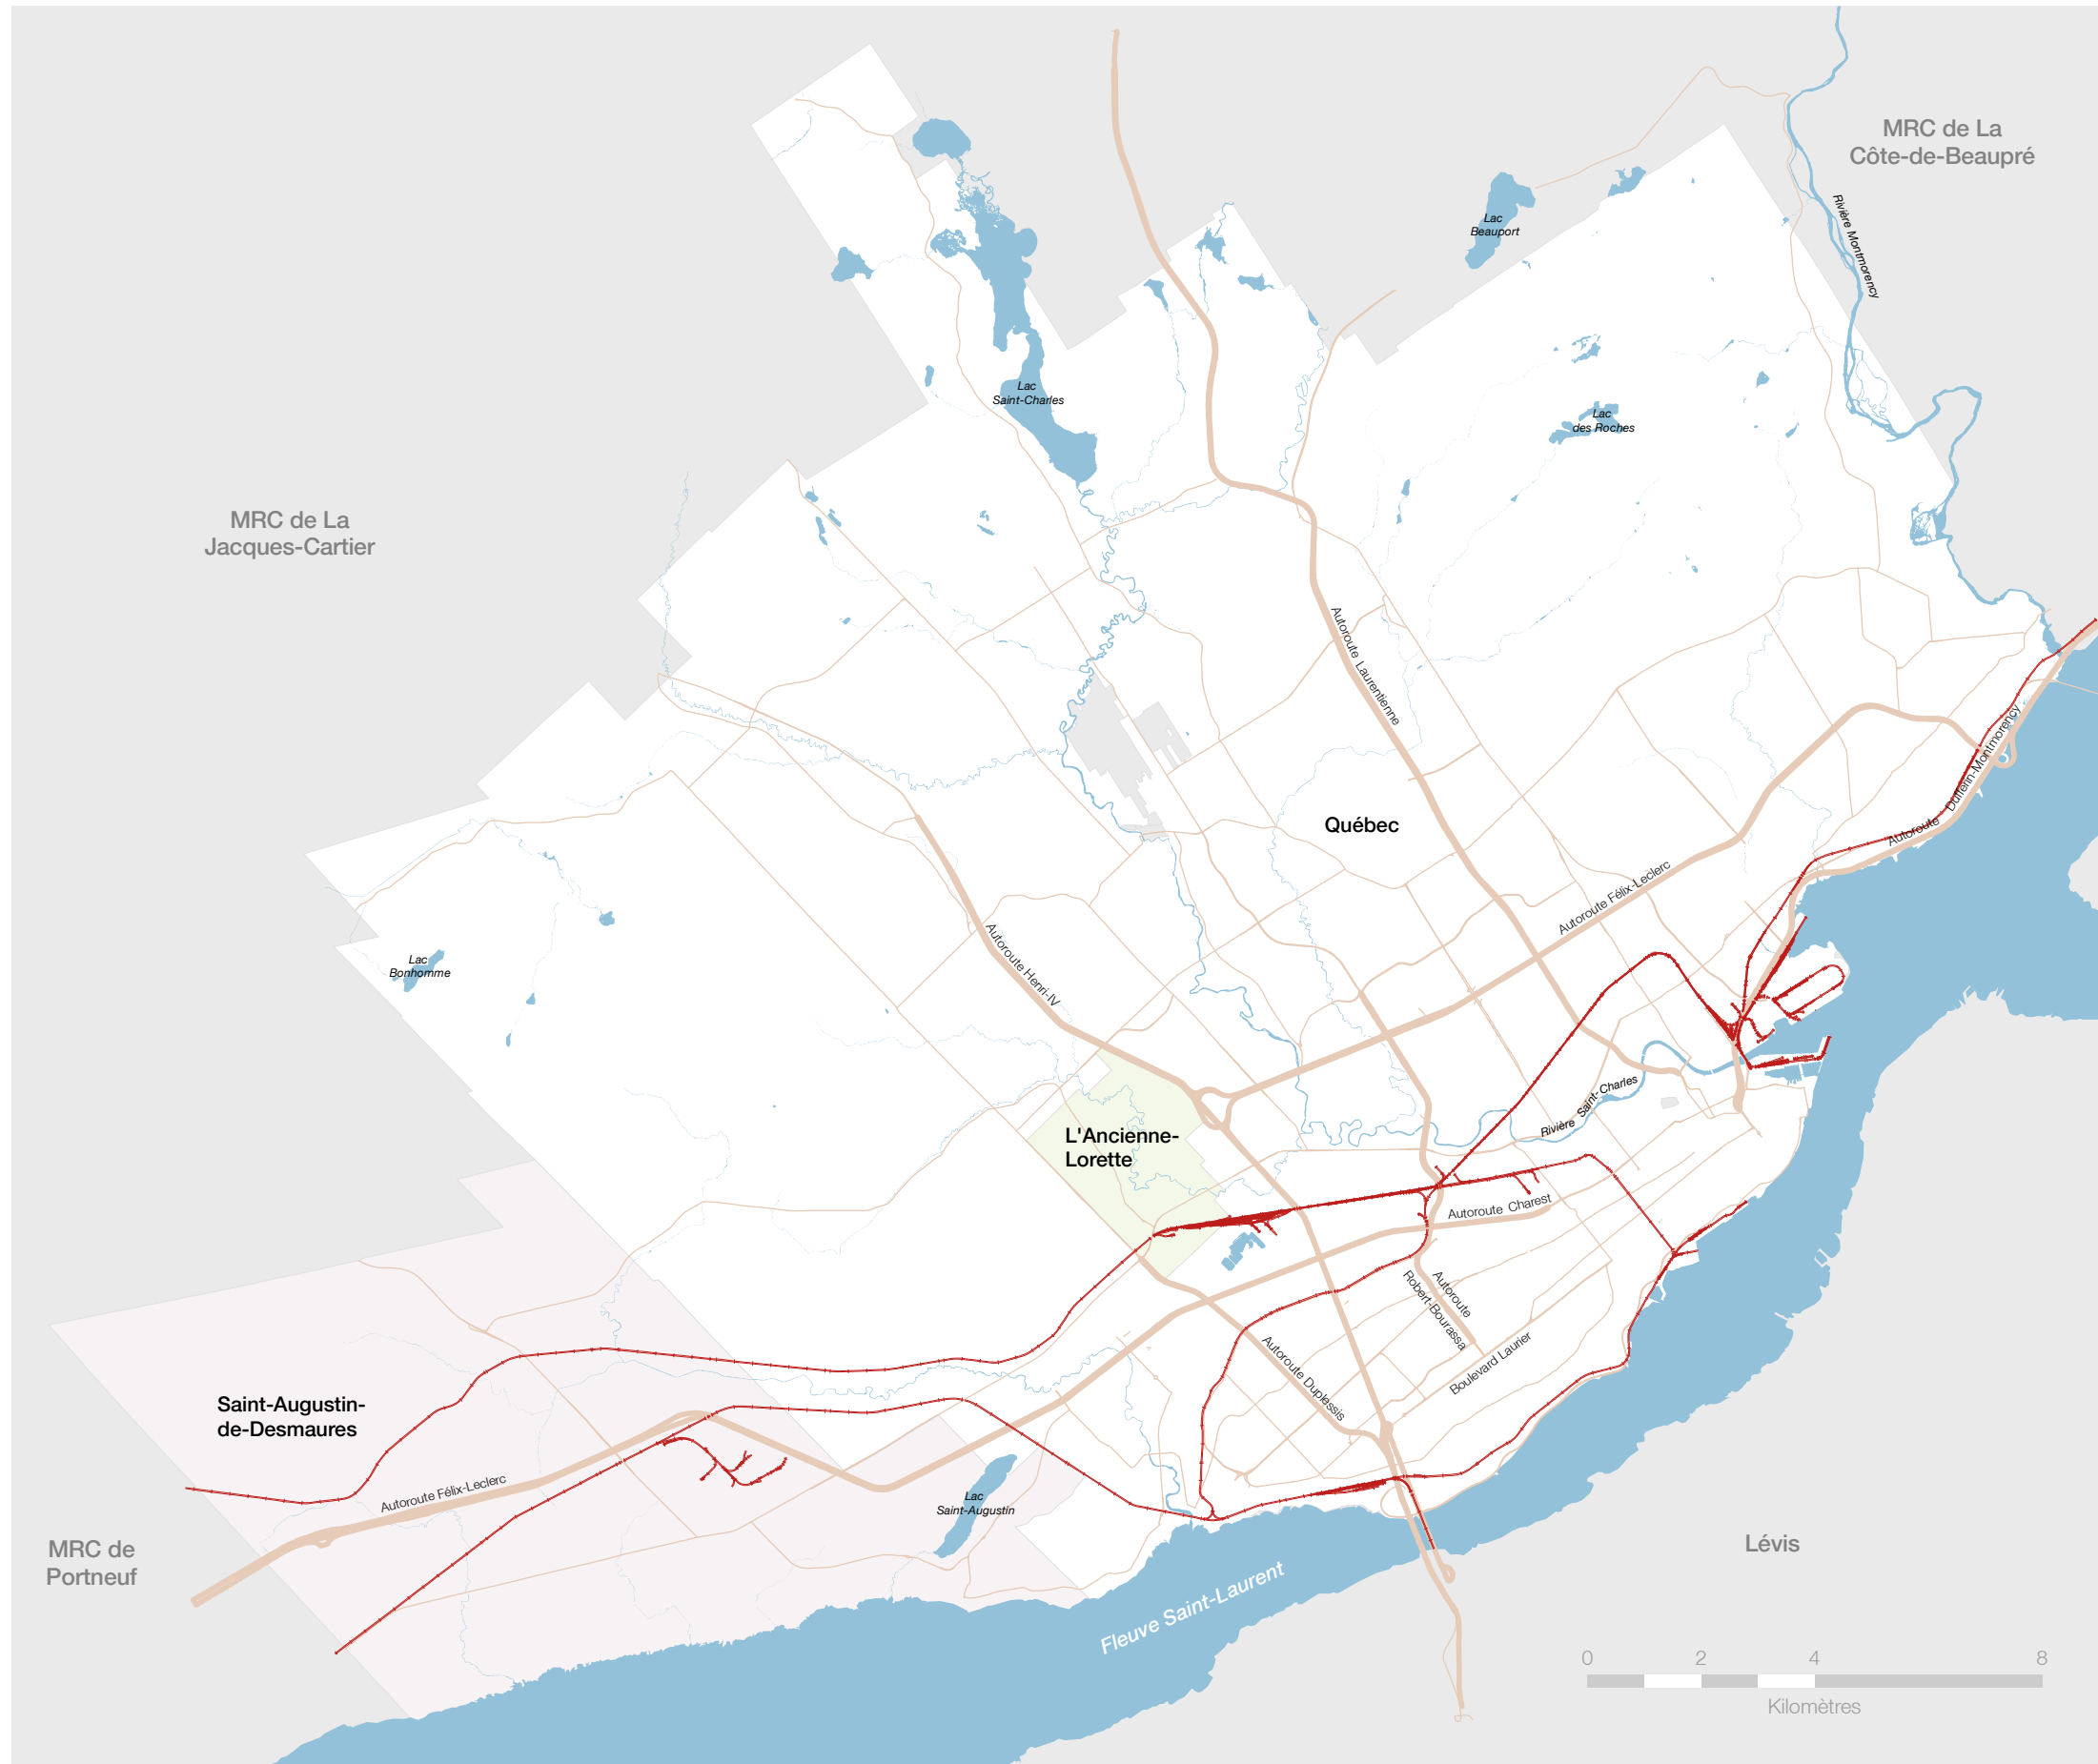 MRC de La
Côte-de-Beaupré
Rivière Montmorency
Lac
Beauport
Lac
Saint-Charles
Lac
des Roches
MRC de La
Jacques-Cartier
Autoroute Laurentienne
Québec
Autoroute Dufferin-Montmorency
Autoroute Félix-Leclerc
Autoroute Henri-IV
Lac
Bonhomme
Rivière Saint-Charles
L'Ancienne-
Lorette
Autoroute Charest
Autoroute
Robert-Bourassa
Boulevard Laurier
Autoroute Duplessis
Saint-Augustin-
de-Desmaures
Autoroute Félix-Leclerc
Lac
Saint-Augustin
MRC de
Portneuf
Lévis
Fleuve Saint-Laurent
0 2 4 8
Kilomètres